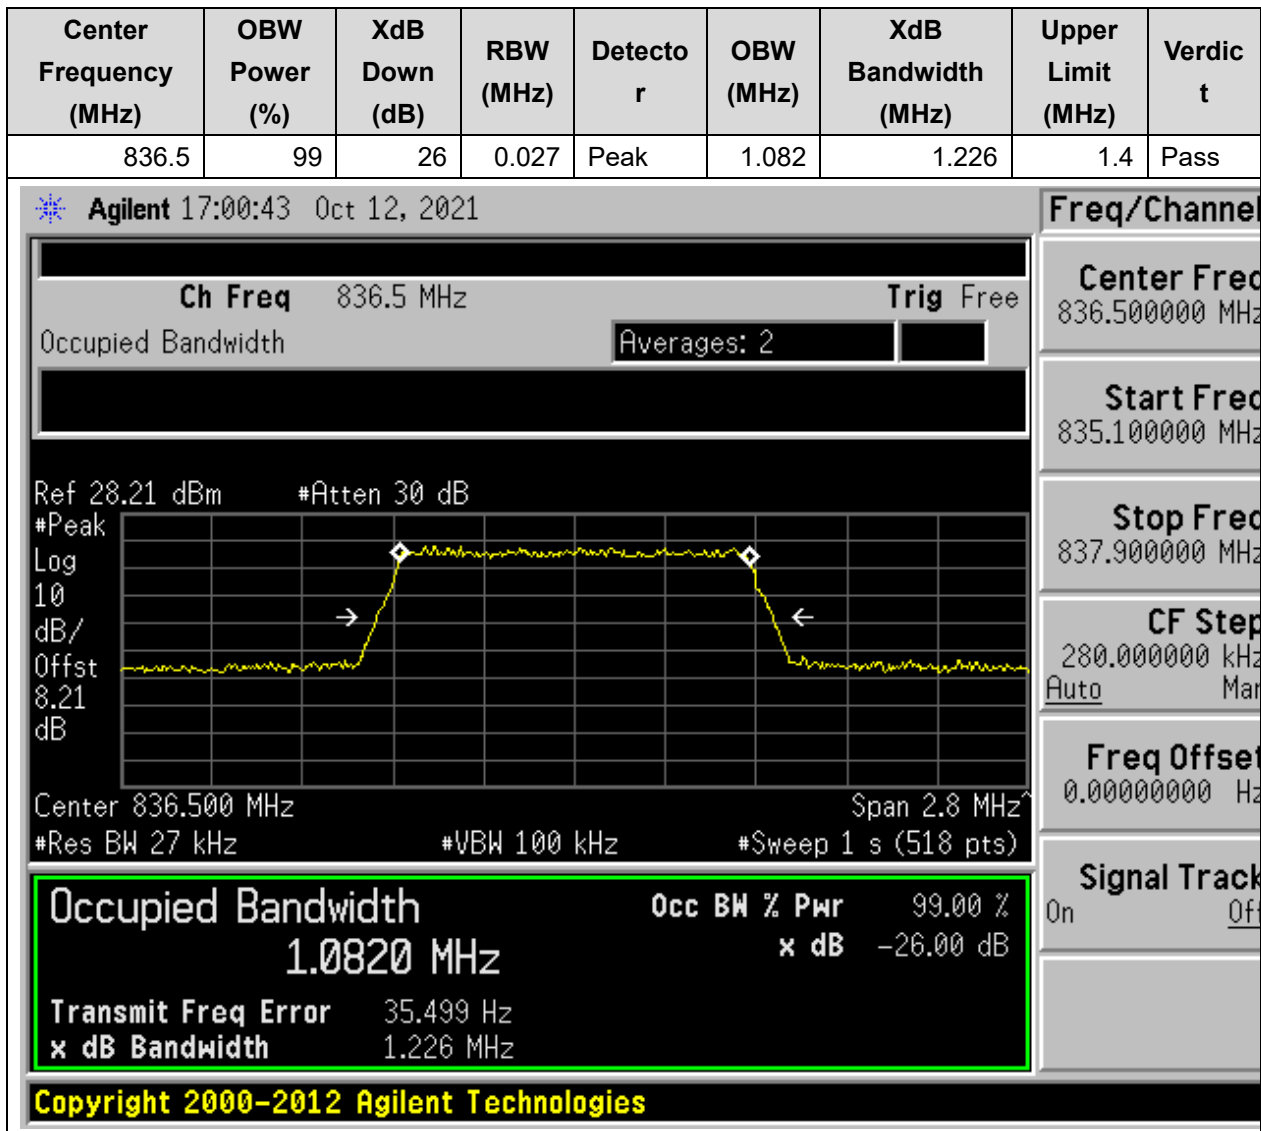 Center Frequency (MHz) OBW Power (%) XdB Down (dB) RBW (MHz) Detecto r OBW (MHz) XdB Bandwidth (MHz) Upper Limit (MHz) Verdic t
836.5 99 26 0.027 Peak 1.082 1.226 1.4 Pass
Agilent 17:00:43 Oct 12, 2021
Ch Freq 836.5 MHz Trig Free
Occupied Bandwidth Averages: 2
Ref 28.21 dBm #Atten 30 dB
#Peak
Log
10
dB/
Offst
8.21
dB
Center 836.500 MHz Span 2.8 MHz^
#Res BW 27 kHz #VBW 100 kHz #Sweep 1 s (518 pts)
Occupied Bandwidth Occ BW % Pwr 99.00 %
1.0820 MHz x dB -26.00 dB
Transmit Freq Error 35.499 Hz
x dB Bandwidth 1.226 MHz
Copyright 2000-2012 Agilent Technologies
Freq/Channel
Center Freq
836.500000 MHz
Start Freq
835.100000 MHz
Stop Freq
837.900000 MHz
CF Step
280.000000 kHz
Auto Man
Freq Offset
0.00000000 Hz
Signal Track
On Off